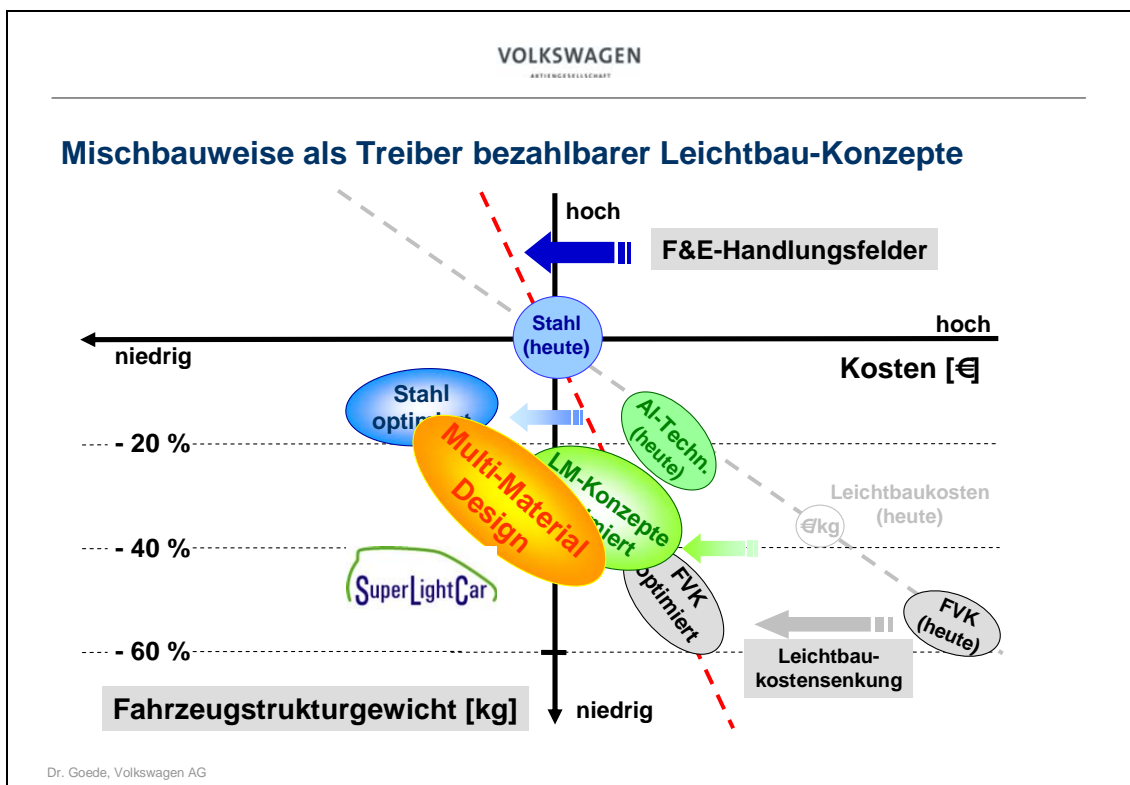 VOLKSWAGEN
AKTIENGESELLSCHAFT
Mischbauweise als Treiber bezahlbarer Leichtbau-Konzepte
hoch
F&E-Handlungsfelder
Stahl
(heute)
hoch
niedrig
Kosten [€]
Stahl
optimiert
Al-Techn.
(heute)
- 20 %
Multi-Material
Design
LM-Konzepte
optimiert
Leichtbaukosten
(heute)
€/kg
- 40 %
SuperLightCar
FVK
optimiert
FVK
(heute)
- 60 %
Leichtbau-
kostensenkung
Fahrzeugstrukturgewicht [kg]
niedrig
Dr. Goede, Volkswagen AG